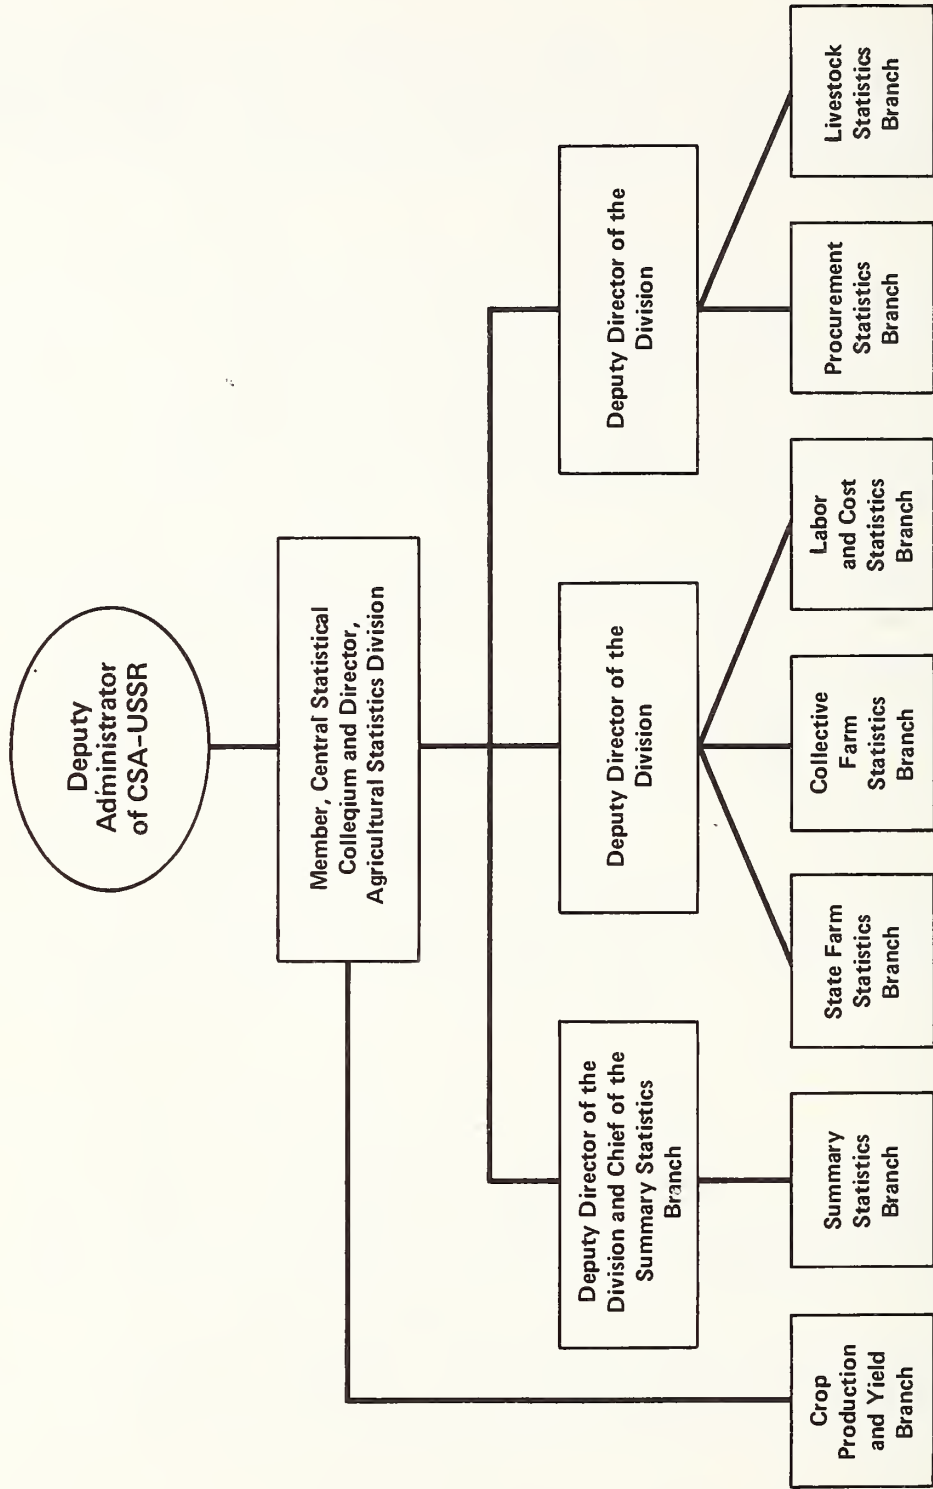 Deputy
Administrator
of CSA-USSR
Member, Central Statistical
Colleqium and Director,
Agricultural Statistics Division
Deputy Director of the
Division and Chief of the
Summary Statistics
Branch
Deputy Director of the
Division
Deputy Director of the
Division
Crop
Production
and Yield
Branch
Summary
Statistics
Branch
State Farm
Statistics
Branch
Collective
Farm
Statistics
Branch
Labor
and Cost
Statistics
Branch
Procurement
Statistics
Branch
Livestock
Statistics
Branch